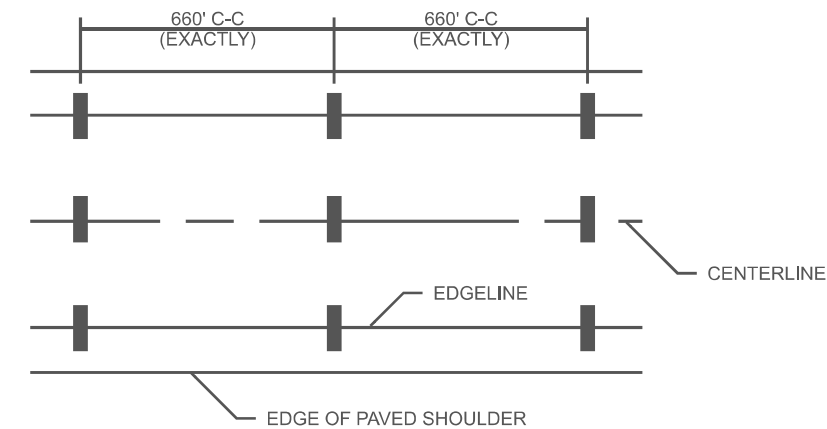 660' C-C
(EXACTLY)
660' C-C
(EXACTLY)
CENTERLINE
EDGELINE
EDGE OF PAVED SHOULDER